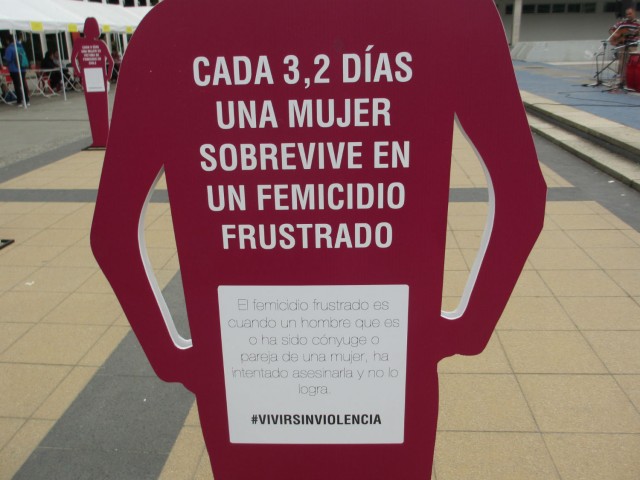 CADA 3,2 DÍAS
UNA MUJER
SOBREVIVE EN
UN FEMICIDIO
FRUSTRADO
El femicidio frustrado es
cuando un hombre que es
o ha sido cónyuge o
pareja de una mujer, ha
intentado asesinarla y no lo
logra.
#VIVIRSINVIOLENCIA